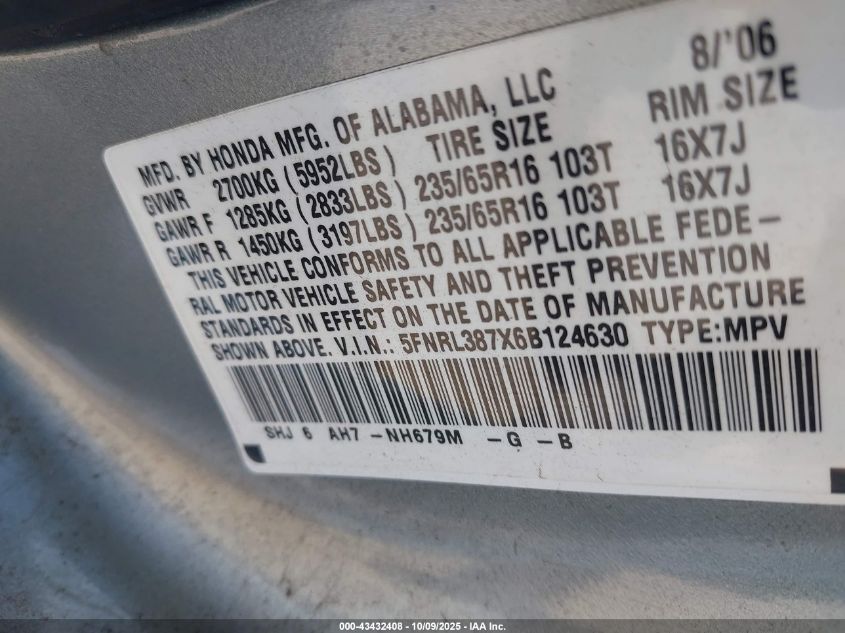 8/'06
MFD. BY HONDA MFG. OF ALABAMA, LLC
GVWR 2700KG (5952LBS) TIRE SIZE RIM SIZE
GAWR F 1285KG (2833LBS) 235/65R16 103T 16X7J
GAWR R 1450KG (3197LBS) 235/65R16 103T 16X7J
THIS VEHICLE CONFORMS TO ALL APPLICABLE FEDE-
RAL MOTOR VEHICLE SAFETY AND THEFT PREVENTION
STANDARDS IN EFFECT ON THE DATE OF MANUFACTURE
SHOWN ABOVE. V.I.N.: 5FNRL387X6B124630 TYPE:MPV
SHJ 6 AH7 -NH679M -G -B
000-43432408 - 10/09/2025 - IAA Inc.